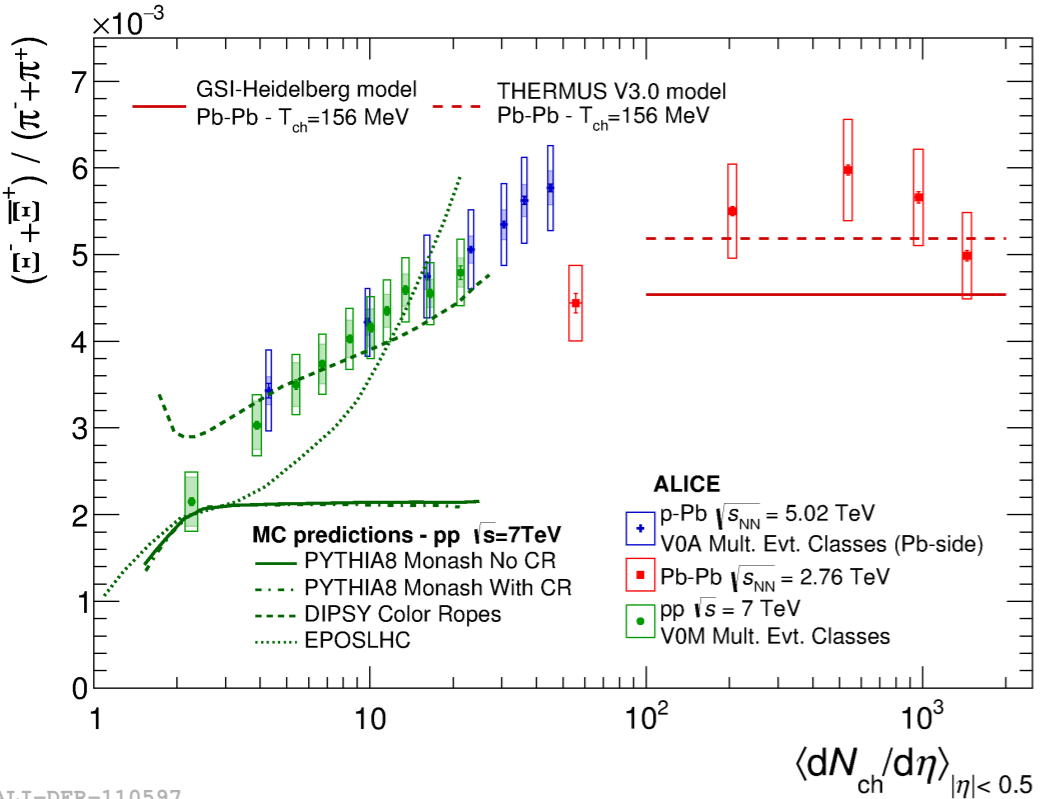 ×10⁻³
(Ξ⁻+Ξ̅⁺) / (π⁻+π⁺)
7
6
5
4
3
2
1
0
GSI-Heidelberg model
Pb-Pb - T_ch=156 MeV
THERMUS V3.0 model
Pb-Pb - T_ch=156 MeV
MC predictions - pp √s=7TeV
PYTHIA8 Monash No CR
PYTHIA8 Monash With CR
DIPSY Color Ropes
EPOSLHC
ALICE
p-Pb √s_NN = 5.02 TeV
V0A Mult. Evt. Classes (Pb-side)
Pb-Pb √s_NN = 2.76 TeV
pp √s = 7 TeV
V0M Mult. Evt. Classes
1 10 10² 10³
⟨dN_ch/dη⟩_|η|< 0.5
ALI-DER-110597